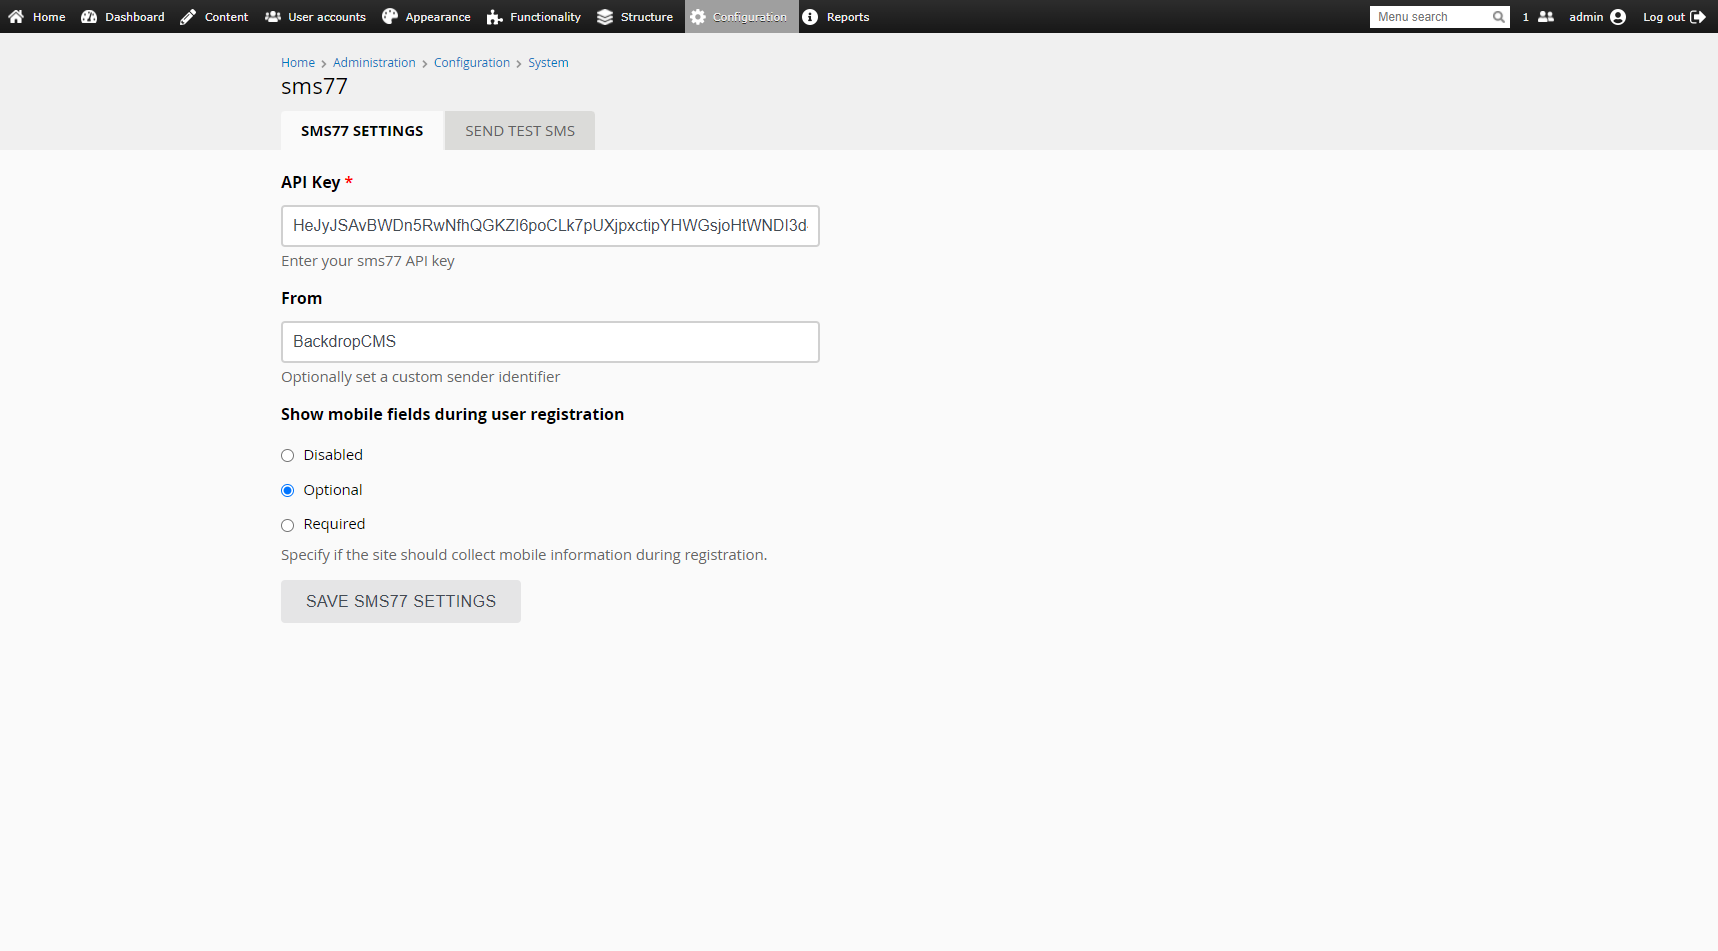 Home Dashboard Content User accounts Appearance Functionality Structure Configuration Reports Menu search 1 admin Log out
Home › Administration › Configuration › System
sms77
SMS77 SETTINGS SEND TEST SMS
API Key *
Enter your sms77 API key
From
BackdropCMS
Optionally set a custom sender identifier
Show mobile fields during user registration
Disabled
Optional
Required
Specify if the site should collect mobile information during registration.
SAVE SMS77 SETTINGS